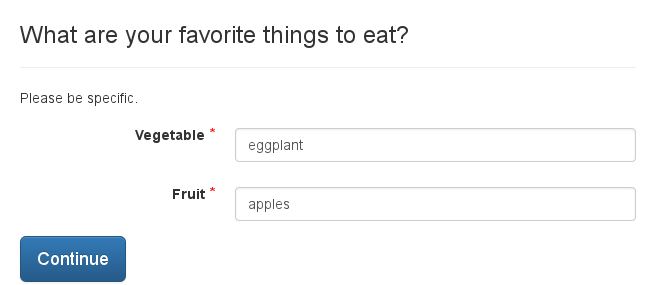 What are your favorite things to eat?
Please be specific.
Vegetable *
eggplant
Fruit *
apples
Continue